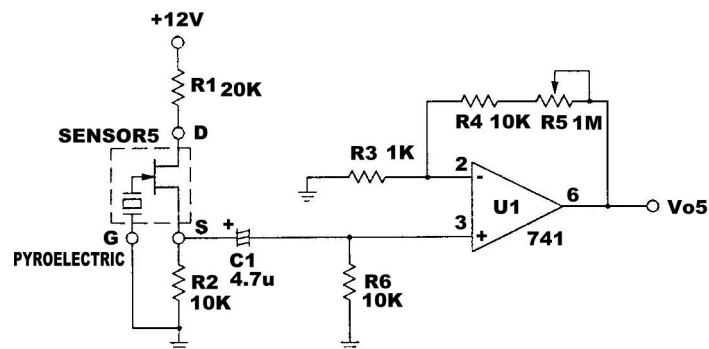 +12V
R1 20K
SENSOR5
D
R4 10K
R5 1M
R3 1K
2
-
6
U1
Vo5
3
+
741
G
S
+
PYROELECTRIC
C1
4.7u
R2
10K
R6
10K